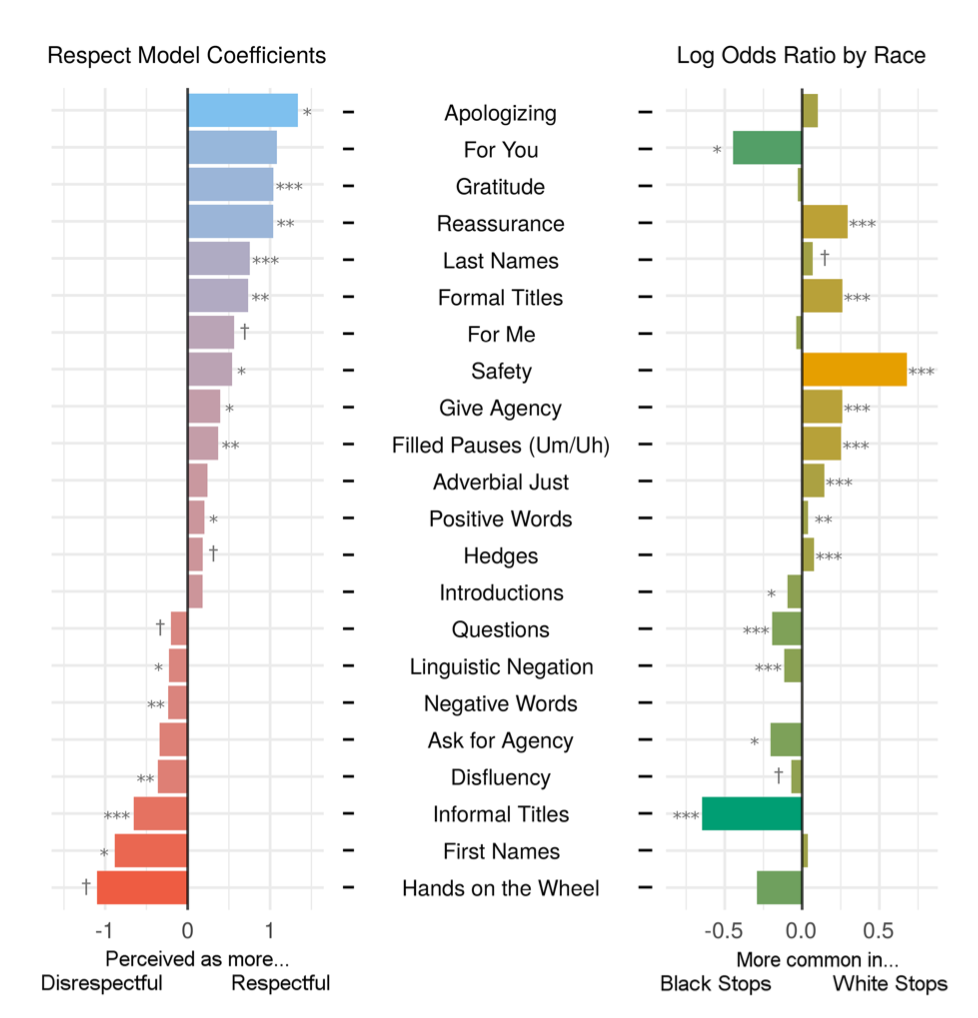 Respect Model Coefficients
Log Odds Ratio by Race
* Apologizing
For You *
*** Gratitude
** Reassurance ***
*** Last Names †
** Formal Titles ***
† For Me
* Safety ***
* Give Agency ***
** Filled Pauses (Um/Uh) ***
Adverbial Just ***
* Positive Words **
† Hedges ***
Introductions *
† Questions ***
* Linguistic Negation ***
** Negative Words
Ask for Agency *
** Disfluency †
*** Informal Titles ***
* First Names
† Hands on the Wheel
-1 0 1
Perceived as more...
Disrespectful Respectful
-0.5 0.0 0.5
More common in...
Black Stops White Stops